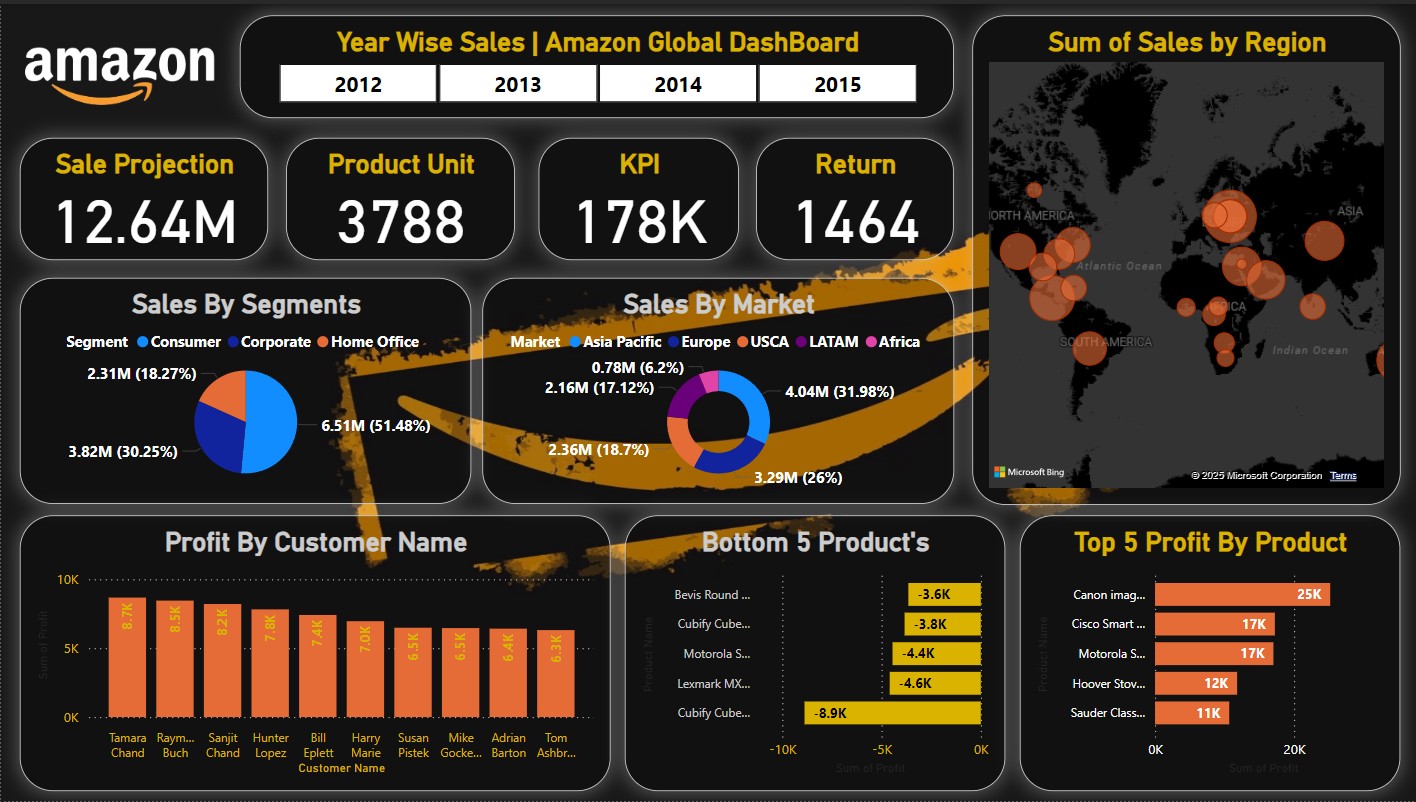 amazon
Year Wise Sales | Amazon Global DashBoard
2012
2013
2014
2015
Sale Projection
12.64M
Product Unit
3788
KPI
178K
Return
1464
Sum of Sales by Region
ORTH AMERICA
ASIA
Atlantic Ocean
AFRICA
SOUTH AMERICA
Indian Ocean
Microsoft Bing
© 2025 Microsoft Corporation Terms
Sales By Segments
Segment Consumer Corporate Home Office
2.31M (18.27%)
6.51M (51.48%)
3.82M (30.25%)
Sales By Market
Market Asia Pacific Europe USCA LATAM Africa
0.78M (6.2%)
2.16M (17.12%)
4.04M (31.98%)
2.36M (18.7%)
3.29M (26%)
Profit By Customer Name
Sum of Profit
10K
5K
0K
8.7K
8.5K
8.2K
7.8K
7.4K
7.0K
6.5K
6.5K
6.4K
6.3K
Tamara
Chand
Raym...
Buch
Sanjit
Chand
Hunter
Lopez
Bill
Eplett
Harry
Marie
Susan
Pistek
Mike
Gocke...
Adrian
Barton
Tom
Ashbr...
Customer Name
Bottom 5 Product's
Product Name
Bevis Round ...
-3.6K
Cubify Cube...
-3.8K
Motorola S...
-4.4K
Lexmark MX...
-4.6K
Cubify Cube...
-8.9K
-10K
-5K
0K
Sum of Profit
Top 5 Profit By Product
Product Name
Canon imag...
25K
Cisco Smart ...
17K
Motorola S...
17K
Hoover Stov...
12K
Sauder Class...
11K
0K
20K
Sum of Profit